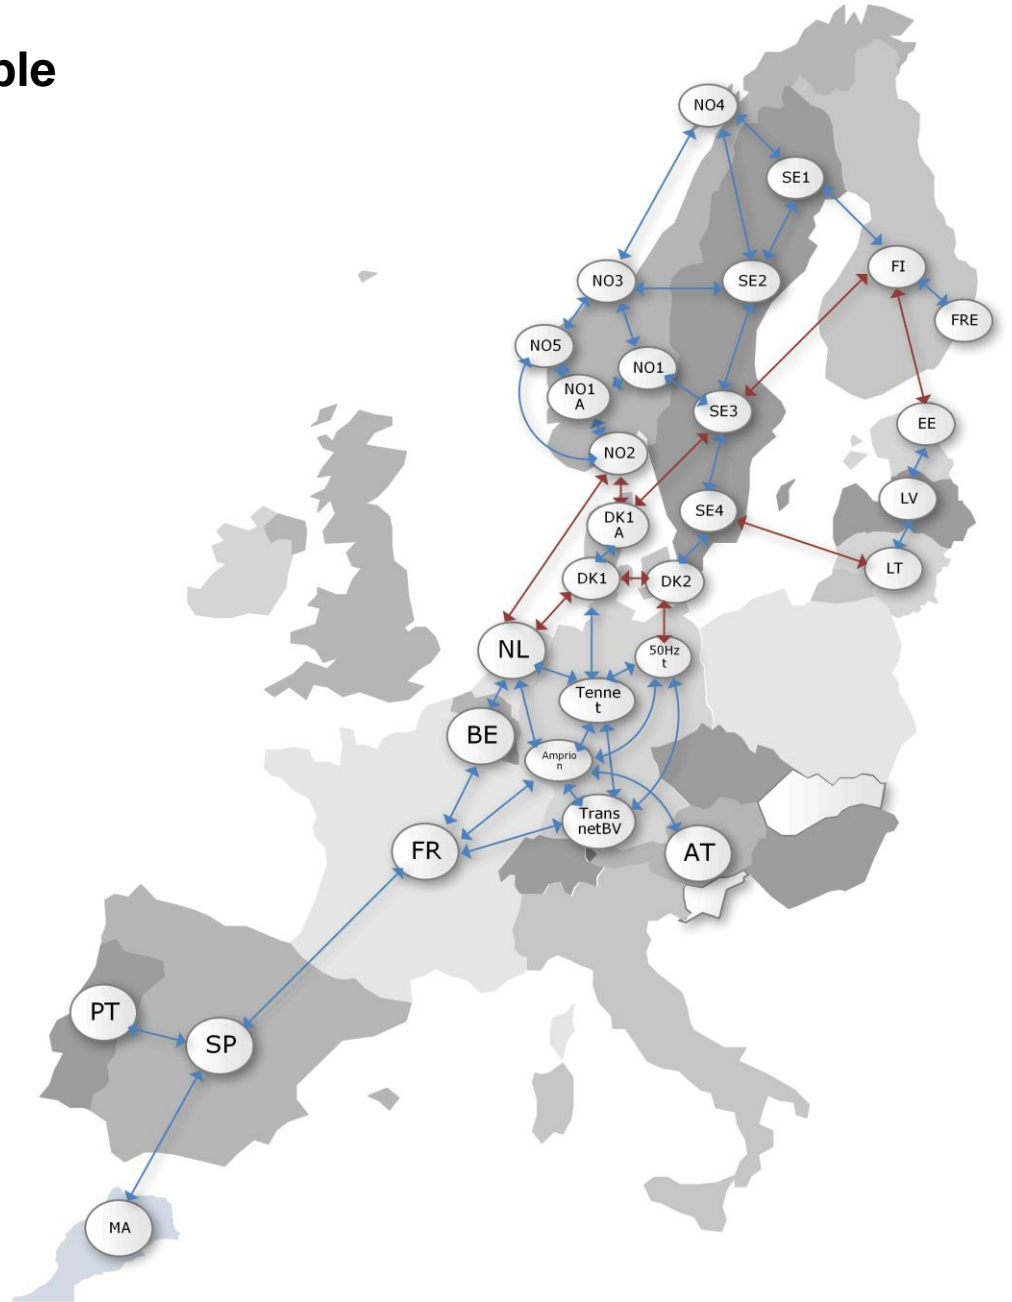 ple
NO4
SE1
FI
NO3
SE2
FRE
NO5
NO1
NO1
A
SE3
EE
NO2
LV
SE4
DK1
A
LT
DK1
DK2
NL
50Hz
t
Tenne
t
BE
Amprio
n
Trans
netBV
FR
AT
PT
SP
MA